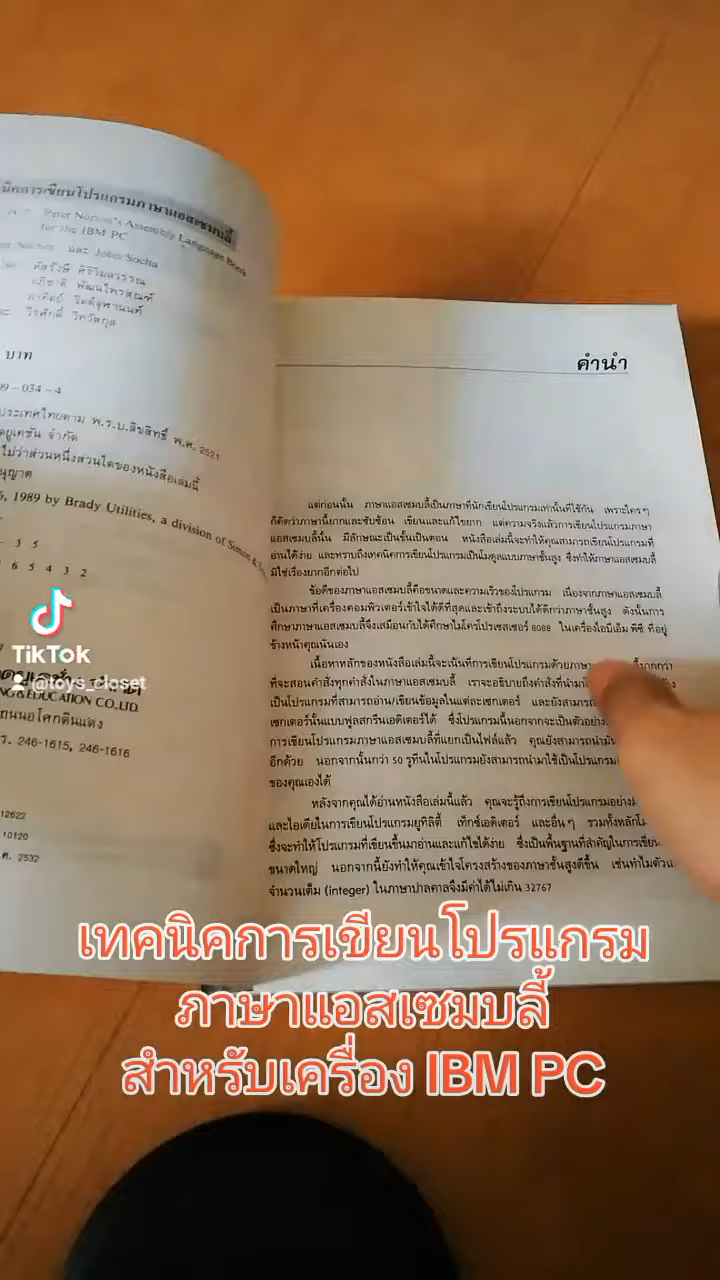 นิคการเขียนโปรแกรมภาษาแอสเซมบลี้
Peter Norton's Assembly Language Book
for the IBM PC
และ John Socha
บาท
9-034-4
ประเทศไทยตาม พ.ร.บ.ลิขสิทธิ์ พ.ศ. 2521
ดยูเคชั่น จำกัด
ไม่ว่าส่วนหนึ่งส่วนใดของหนังสือเล่มนี้
นุญาต
6, 1989 by Brady Utilities, a division of Simon &
3 5
6 5 4 3 2
TikTok
@toys_closet
NG & EDUCATION CO.,LTD.
ถนนอโศกดินแดง
ร. 246-1615, 246-1616
12622
10120
ศ. 2532
คำนำ
แต่ก่อนนั้น ภาษาแอสเซมบลี้เป็นภาษาที่นักเขียนโปรแกรมเท่านั้นที่ใช้กัน เพราะใครๆ
ก็คิดว่าภาษานี้ยากและซับซ้อน เขียนและแก้ไขยาก แต่ความจริงแล้วการเขียนโปรแกรมภาษา
แอสเซมบลี้นั้น มีลักษณะเป็นขั้นเป็นตอน หนังสือเล่มนี้จะทำให้คุณสามารถเขียนโปรแกรมที่
อ่านได้ง่าย และทราบถึงเทคนิคการเขียนโปรแกรมเป็นโมดูลแบบภาษาชั้นสูง ซึ่งทำให้ภาษาแอสเซมบลี้
มิใช่เรื่องยากอีกต่อไป
ข้อดีของภาษาแอสเซมบลี้คือขนาดและความเร็วของโปรแกรม เนื่องจากภาษาแอสเซมบลี้
เป็นภาษาที่เครื่องคอมพิวเตอร์เข้าใจได้ดีที่สุดและเข้าถึงระบบได้ดีกว่าภาษาชั้นสูง ดังนั้นการ
ศึกษาภาษาแอสเซมบลี้จึงเสมือนกับได้ศึกษาไมโครโปรเซสเซอร์ 8088 ในเครื่องไอบีเอ็ม พีซี ที่อยู่
ข้างหน้าคุณนั่นเอง
เนื้อหาหลักของหนังสือเล่มนี้จะเน้นที่การเขียนโปรแกรมด้วยภาษา มากกว่า
ที่จะสอนคำสั่งทุกคำสั่งในภาษาแอสเซมบลี้ เราจะอธิบายถึงคำสั่งที่นำมา
เป็นโปรแกรมที่สามารถอ่าน/เขียนข้อมูลในแต่ละเซกเตอร์ และยังสามารถ
เซกเตอร์นั้นแบบฟูลสกรีนเอดิเตอร์ได้ ซึ่งโปรแกรมนี้นอกจากจะเป็นตัวอย่าง
การเขียนโปรแกรมภาษาแอสเซมบลี้ที่แยกเป็นไฟล์แล้ว คุณยังสามารถนำมัน
อีกด้วย นอกจากนั้นกว่า 50 รูทีนในโปรแกรมยังสามารถนำมาใช้เป็นโปรแกรม
ของคุณเองได้
หลังจากคุณได้อ่านหนังสือเล่มนี้แล้ว คุณจะรู้ถึงการเขียนโปรแกรมอย่าง
และไอเดียในการเขียนโปรแกรมยูทิลิตี้ เท็กซ์เอดิเตอร์ และอื่นๆ รวมทั้งหลัก
ซึ่งจะทำให้โปรแกรมที่เขียนขึ้นมาอ่านและแก้ไขได้ง่าย ซึ่งเป็นพื้นฐานที่สำคัญในการเขียน
ขนาดใหญ่ นอกจากนี้ยังทำให้คุณเข้าใจโครงสร้างของภาษาชั้นสูงดีขึ้น เช่นทำไมตัว
จำนวนเต็ม (integer) ในภาษาปาสคาลจึงมีค่าได้ไม่เกิน 32767
เทคนิคการเขียนโปรแกรม
ภาษาแอสเซมบลี้
สำหรับเครื่อง IBM PC